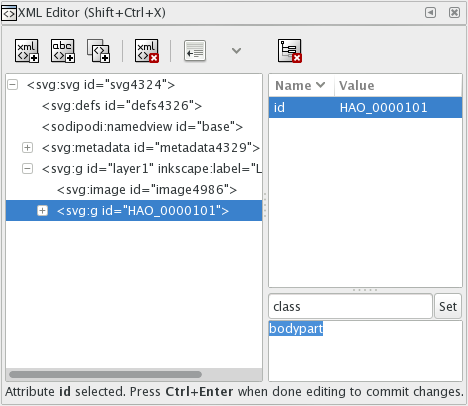 XML Editor (Shift+Ctrl+X)
xml
abc
xml
<svg:svg id="svg4324">
<svg:defs id="defs4326">
<sodipodi:namedview id="base">
<svg:metadata id="metadata4329">
<svg:g id="layer1" inkscape:label="L
<svg:image id="image4986">
<svg:g id="HAO_0000101">
Name Value
id HAO_0000101
class Set
bodypart
Attribute id selected. Press Ctrl+Enter when done editing to commit changes.